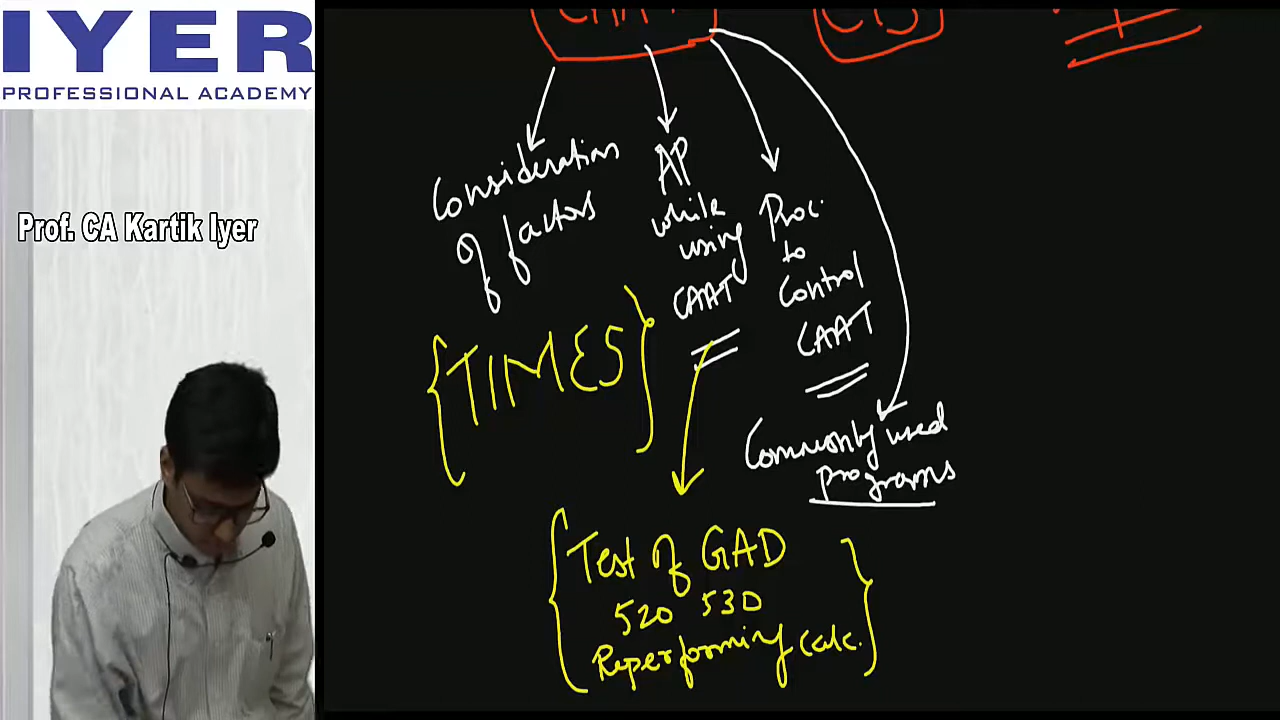 IYER
PROFESSIONAL ACADEMY
Prof. CA Kartik Iyer
CAAT
Consideration
of factors
{TIMES}
AP
while
using
CAAT
Proc.
to
Control
CAAT
Commonly used
programs
{Test of GAD
520 530
Reperforming Calc.}